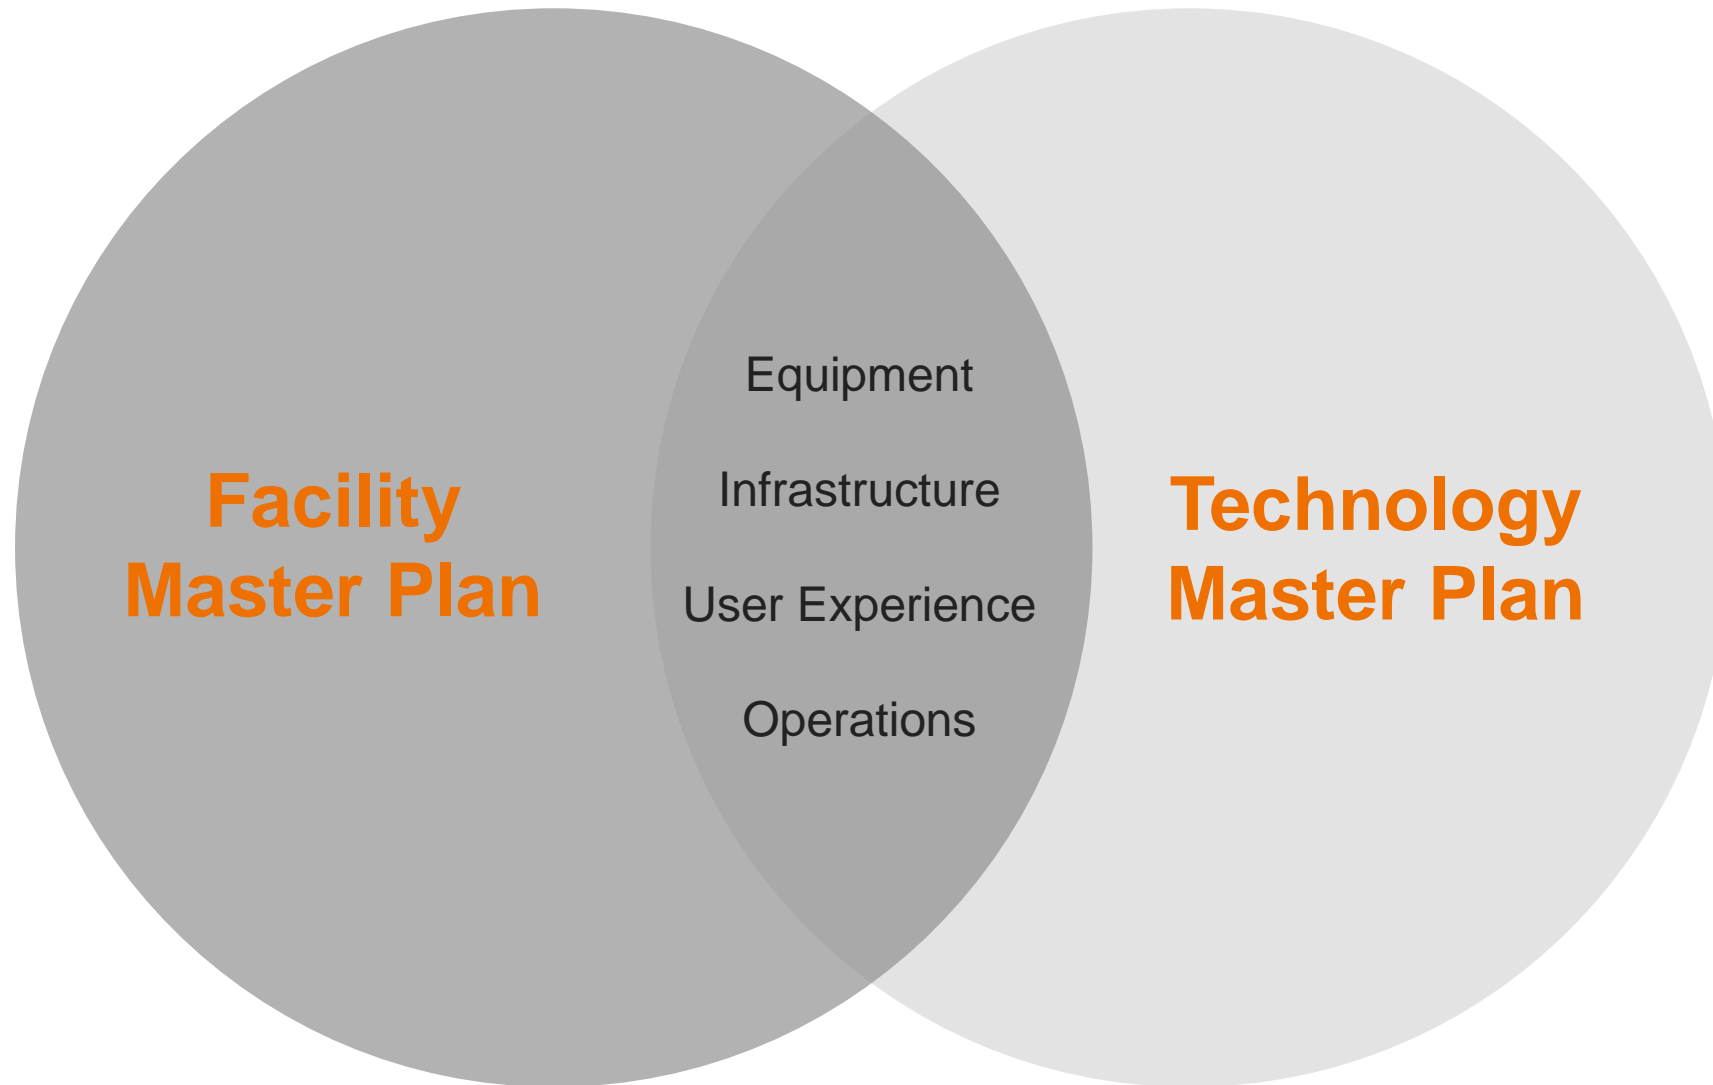 Facility
Master Plan
Equipment
Infrastructure
User Experience
Operations
Technology
Master Plan